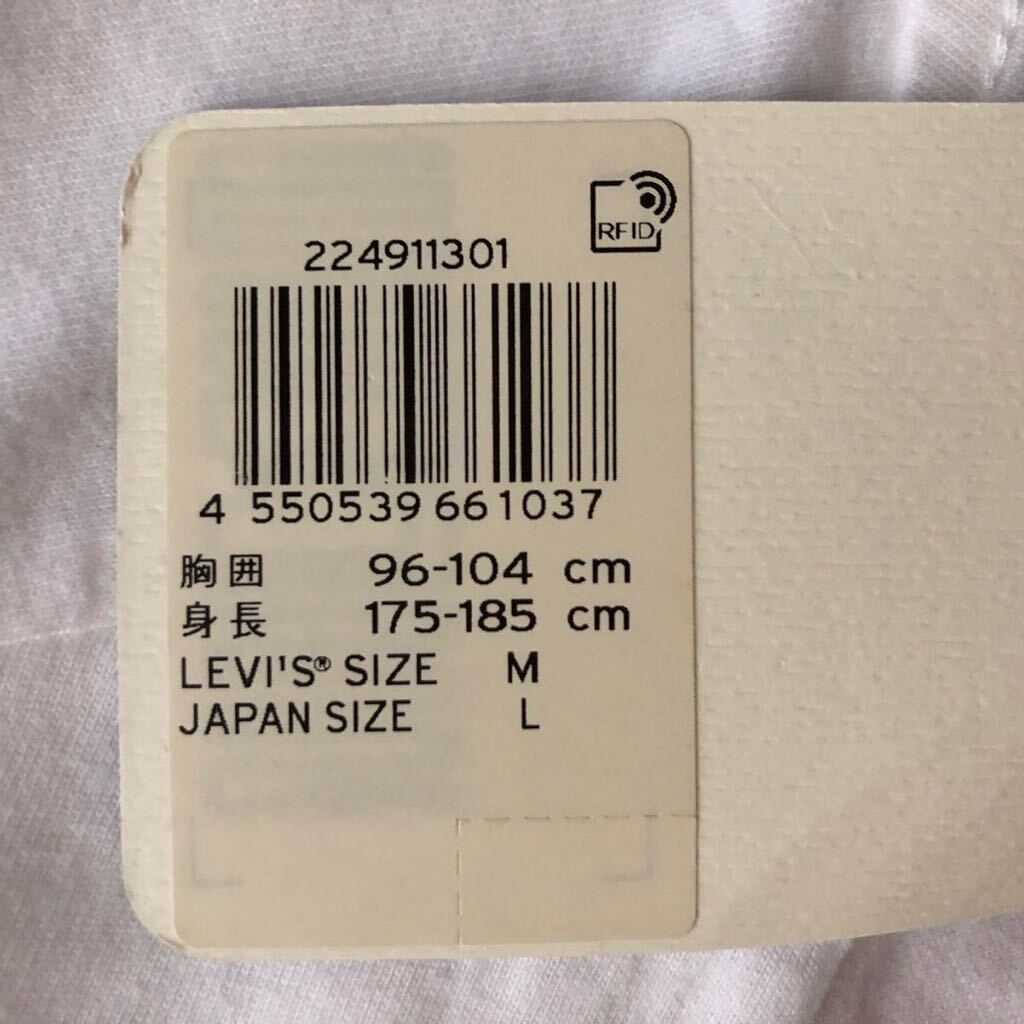 RFID
224911301
4 550539 661037
胸囲 96-104 cm
身長 175-185 cm
LEVI'S® SIZE M
JAPAN SIZE L